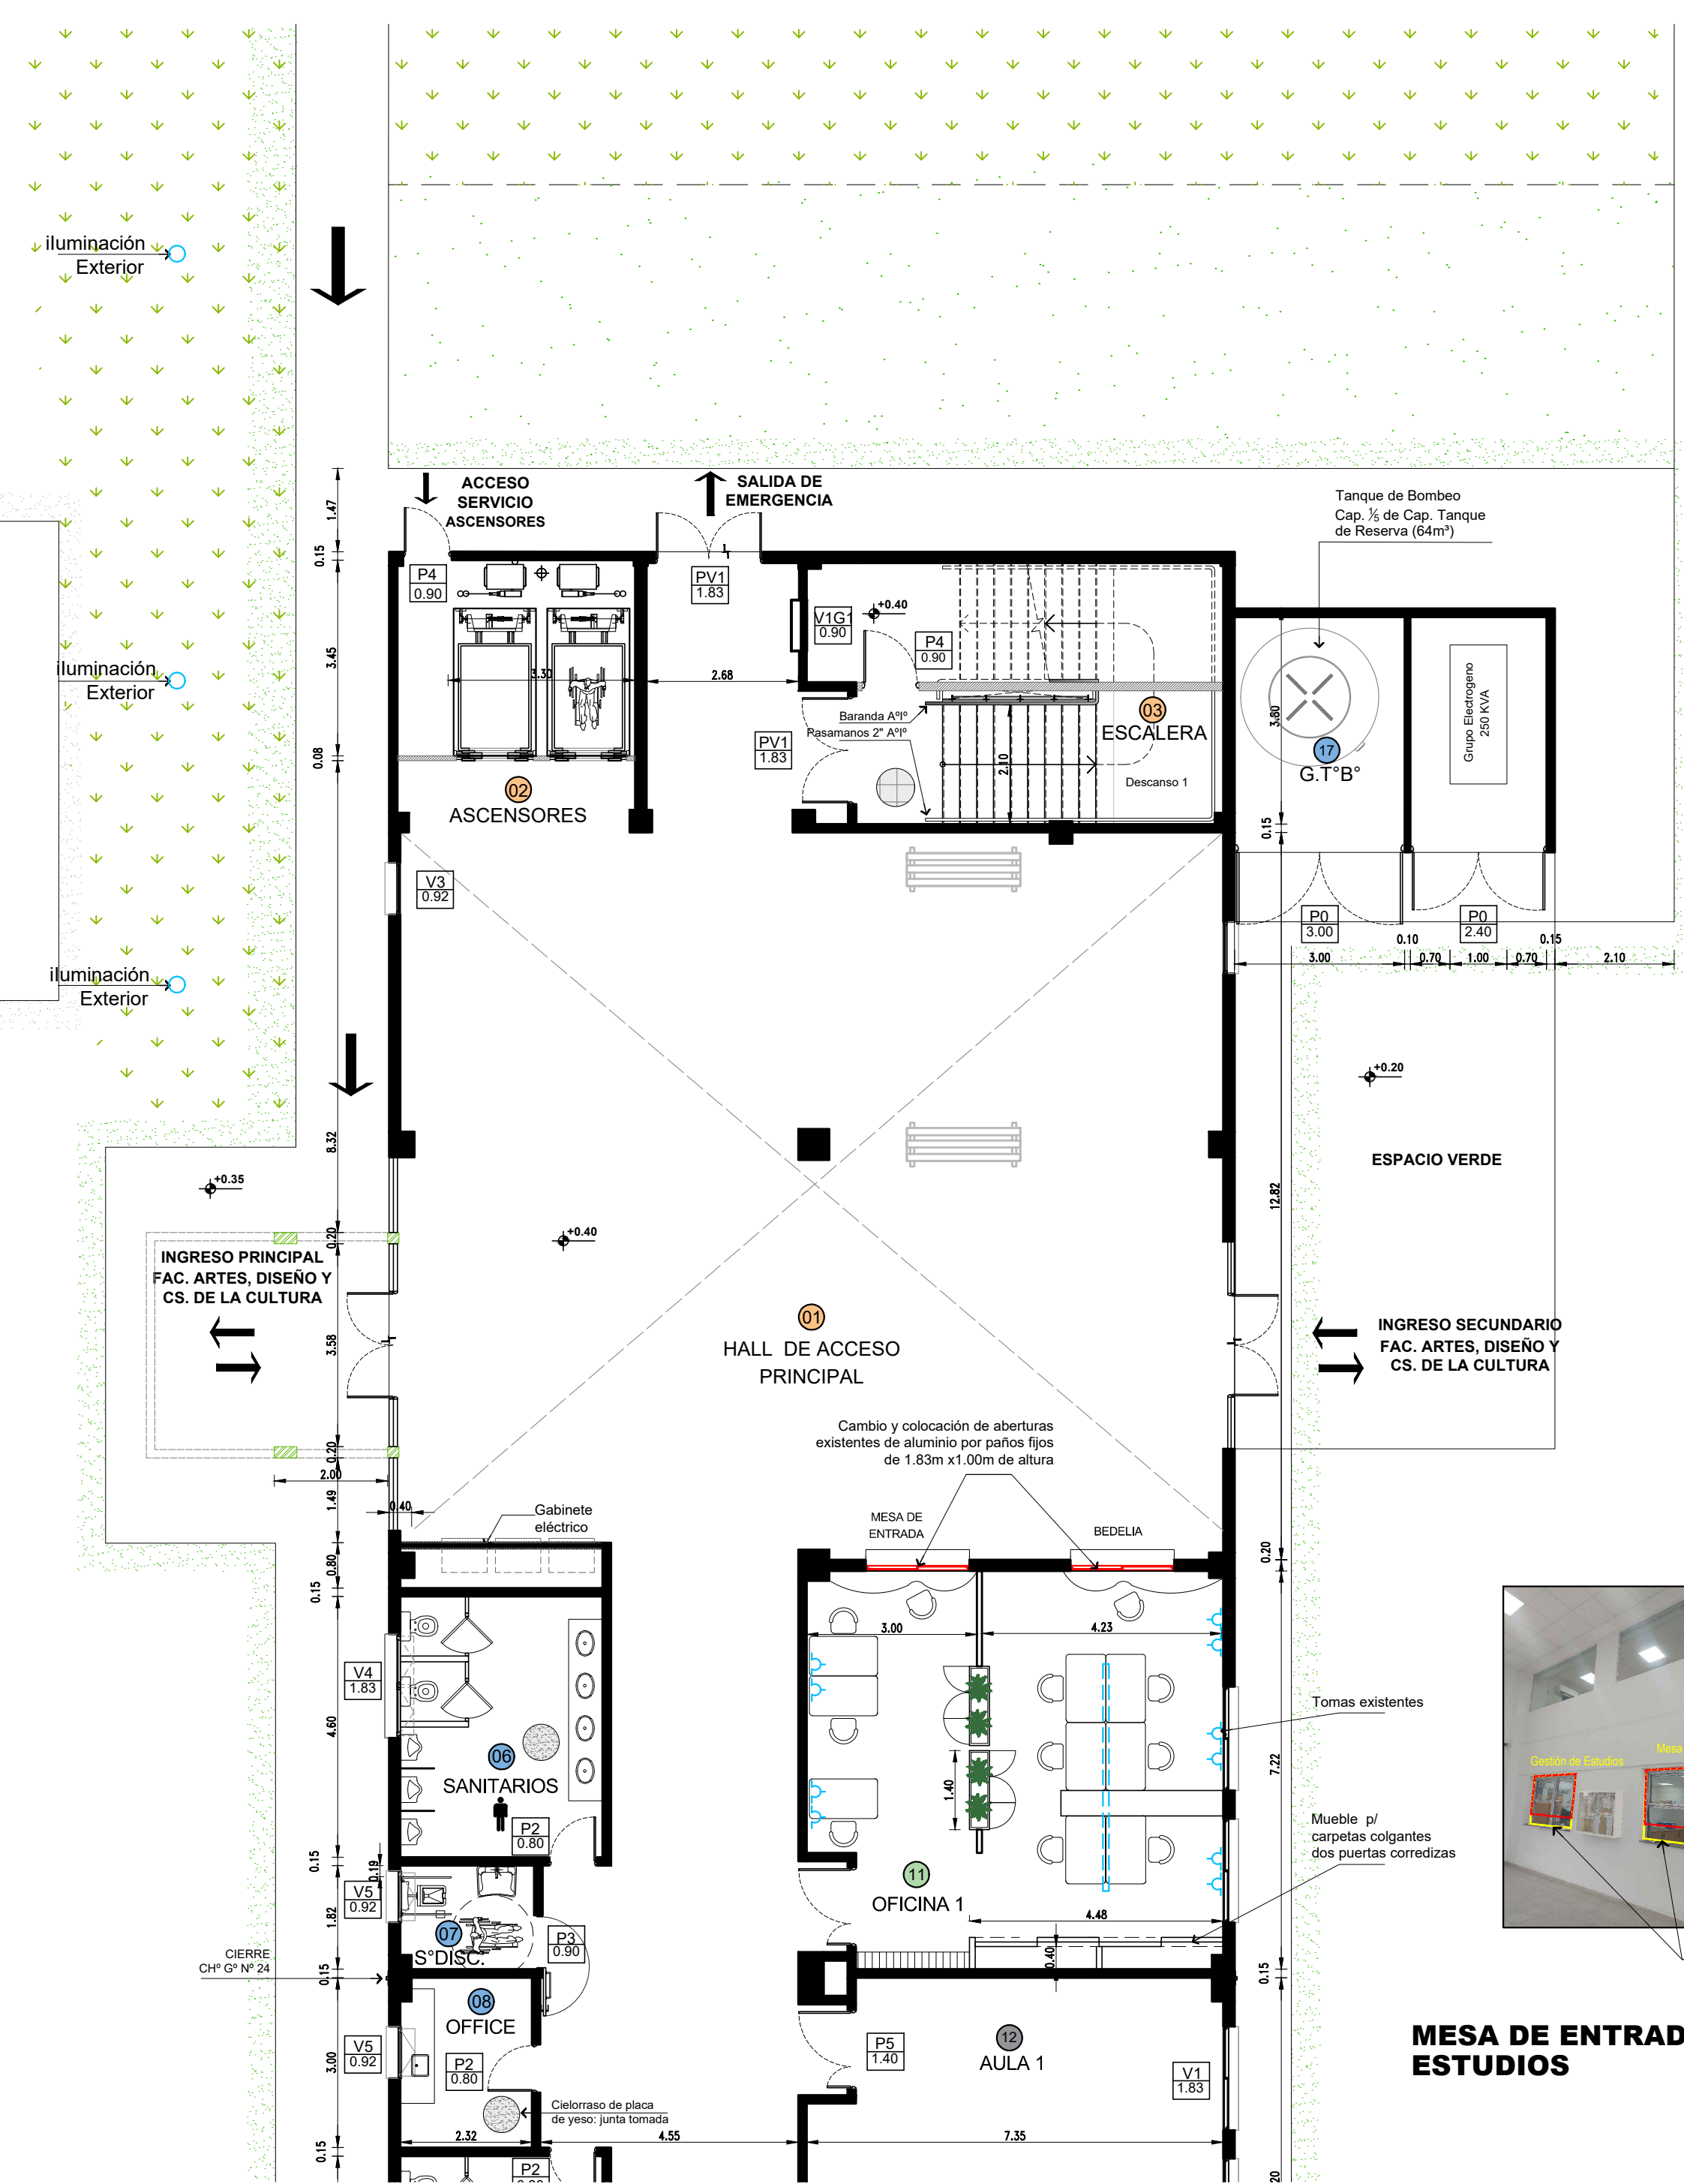 iluminación
Exterior
iluminación
Exterior
iluminación
Exterior
ACCESO
SERVICIO
ASCENSORES
SALIDA DE
EMERGENCIA
Tanque de Bombeo
Cap. ⅕ de Cap. Tanque
de Reserva (64m³)
1.47
0.15
3.45
0.08
P4
0.90
PV1
1.83
V1G1
0.90
+0.40
P4
0.90
3.30
2.68
Baranda AºIº
Pasamanos 2" AºIº
PV1
1.83
2.10
03
ESCALERA
Descanso 1
3.80
17
G.T°B°
Grupo Electrogeno
250 KVA
02
ASCENSORES
0.15
V3
0.92
P0
3.00
P0
2.40
0.10
0.15
3.00
0.70
1.00
0.70
2.10
+0.20
ESPACIO VERDE
8.32
12.82
+0.35
+0.40
0.20
INGRESO PRINCIPAL
FAC. ARTES, DISEÑO Y
CS. DE LA CULTURA
3.58
01
HALL DE ACCESO
PRINCIPAL
INGRESO SECUNDARIO
FAC. ARTES, DISEÑO Y
CS. DE LA CULTURA
Cambio y colocación de aberturas
existentes de aluminio por paños fijos
de 1.83m x1.00m de altura
0.20
2.00
1.49
0.40
Gabinete
eléctrico
MESA DE
ENTRADA
BEDELIA
0.80
0.15
0.20
3.00
4.23
V4
1.83
4.60
06
SANITARIOS
P2
0.80
1.40
Tomas existentes
7.22
Gestión de Estudios
Mesa
Mueble p/
carpetas colgantes
dos puertas corredizas
0.15
0.19
V5
0.92
1.82
07
S°DISC.
P3
0.90
11
OFICINA 1
4.48
0.40
CIERRE
CHº Gº Nº 24
0.15
0.15
08
OFFICE
V5
0.92
3.00
P2
0.80
P5
1.40
12
AULA 1
V1
1.83
MESA DE ENTRAD
ESTUDIOS
Cielorraso de placa
de yeso: junta tomada
2.32
4.55
7.35
0.15
P2
20